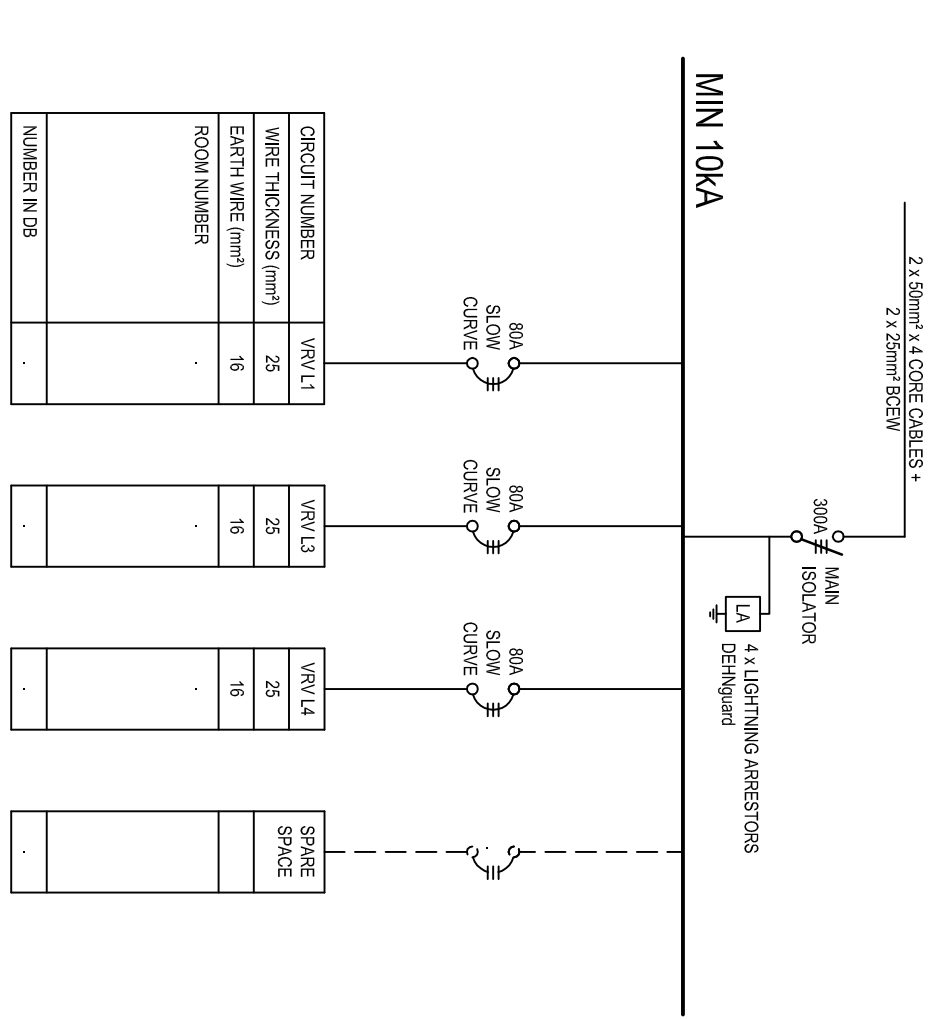 2 x 50mm² x 4 CORE CABLES +
2 x 25mm² BCEW
300A
MAIN
ISOLATOR
LA
4 x LIGHTNING ARRESTORS
DEHNguard
MIN 10kA
80A
SLOW
CURVE
80A
SLOW
CURVE
80A
SLOW
CURVE
CIRCUIT NUMBER VRV L1 VRV L3 VRV L4 SPARE
SPACE
WIRE THICKNESS (mm²) 25 25 25
EARTH WIRE (mm²) 16 16 16
ROOM NUMBER . . .
NUMBER IN DB . . . .